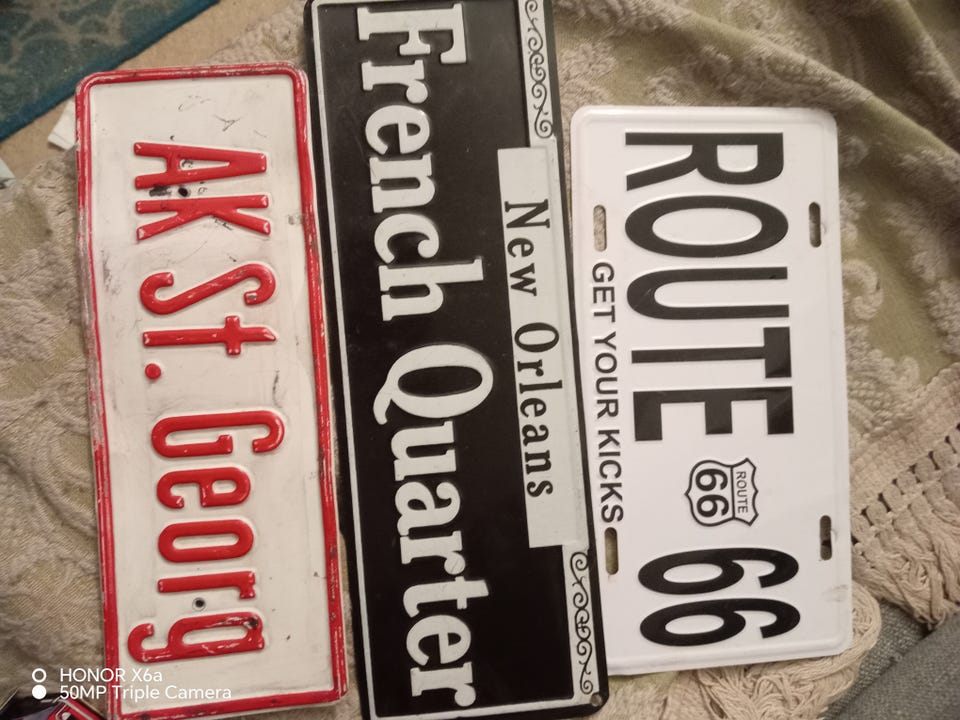 AK St. Georg
New Orleans
French Quarter
ROUTE 66
ROUTE
66
GET YOUR KICKS
HONOR X6a
50MP Triple Camera